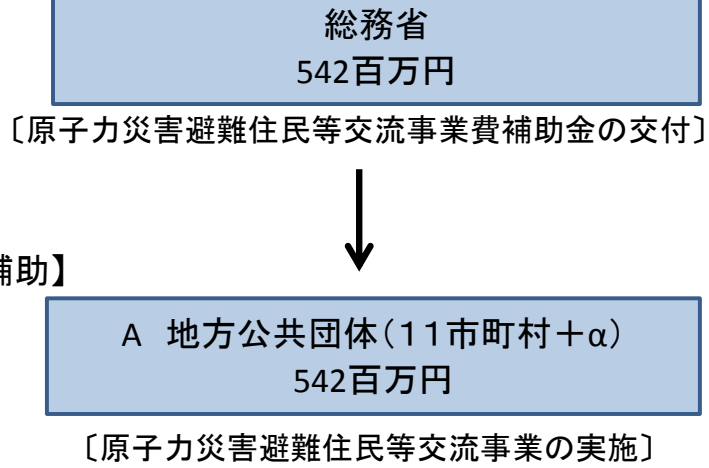 総務省
542百万円
〔原子力災害避難住民等交流事業費補助金の交付〕
補助】
A 地方公共団体(11市町村+α)
542百万円
〔原子力災害避難住民等交流事業の実施〕